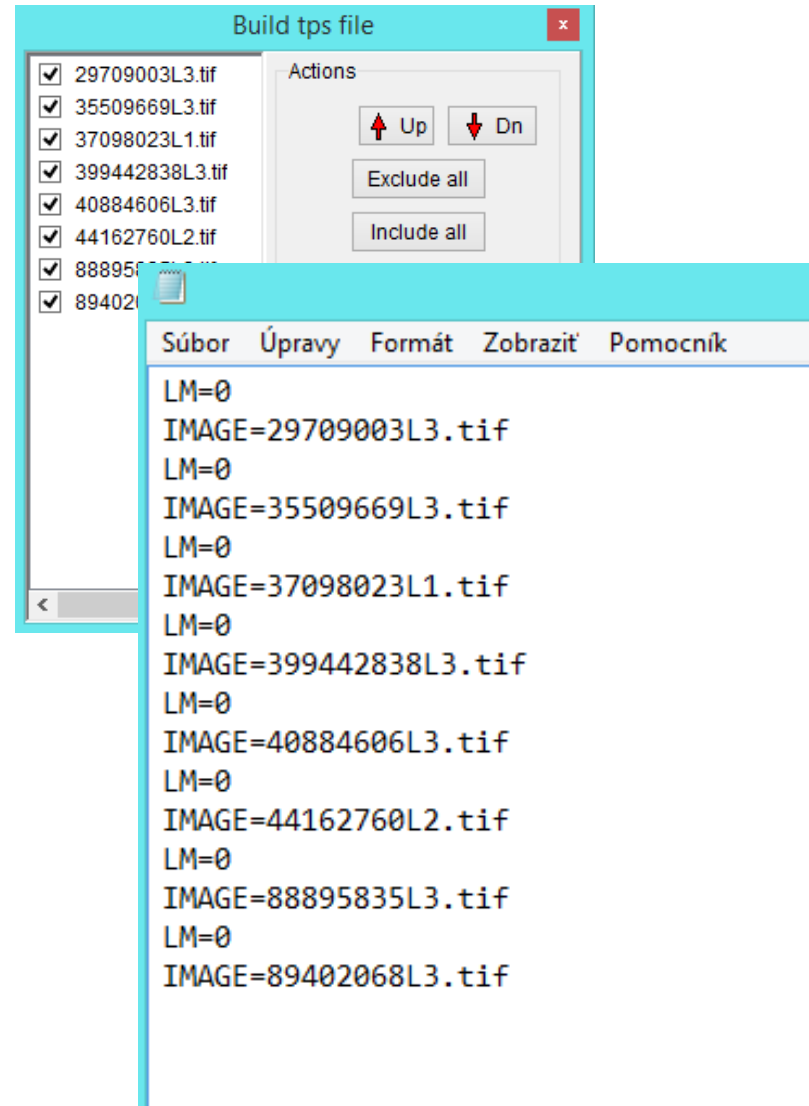 Build tps file
x
29709003L3.tif
35509669L3.tif
37098023L1.tif
399442838L3.tif
40884606L3.tif
44162760L2.tif
Actions
Up
Dn
Exclude all
Include all
Súbor Úpravy Formát Zobraziť Pomocník
LM=0
IMAGE=29709003L3.tif
LM=0
IMAGE=35509669L3.tif
LM=0
IMAGE=37098023L1.tif
LM=0
IMAGE=399442838L3.tif
LM=0
IMAGE=40884606L3.tif
LM=0
IMAGE=44162760L2.tif
LM=0
IMAGE=88895835L3.tif
LM=0
IMAGE=89402068L3.tif